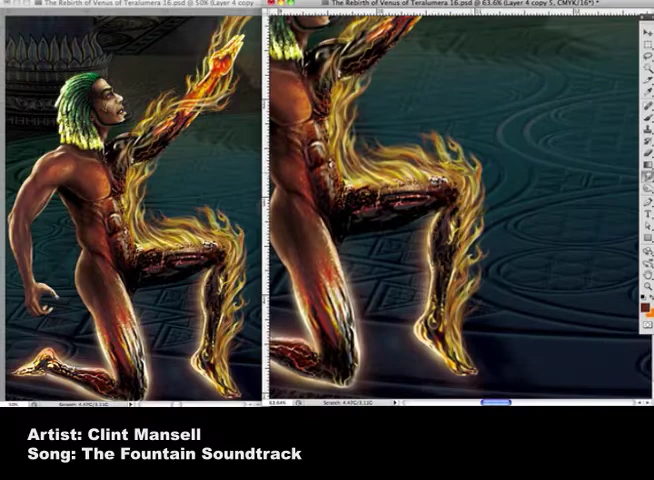 The Rebirth of Venus of Teralumera 16.psd @ 50% (Layer 4 copy
The Rebirth of Venus of Teralumera 16.psd @ 63.6% (Layer 4 copy 5, CMYK/8*) *
Artist: Clint Mansell
Song: The Fountain Soundtrack